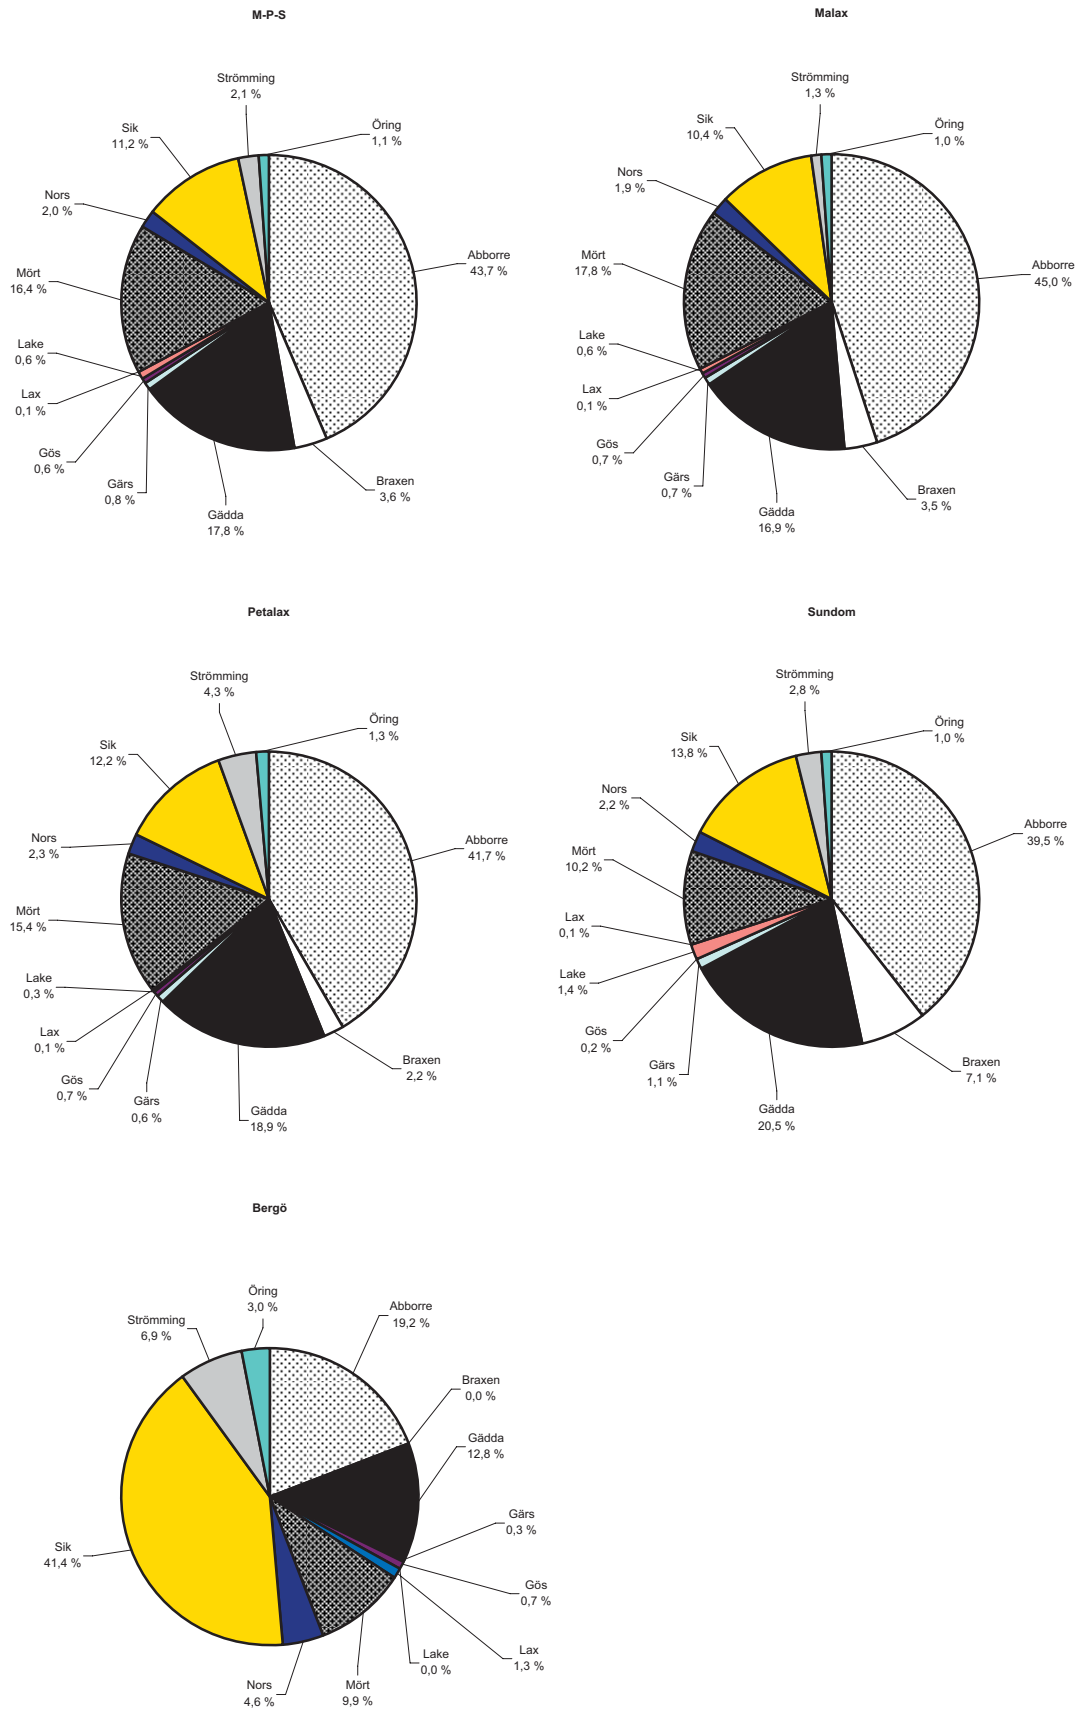 M-P-S
Strömming
2,1 %
Öring
1,1 %
Sik
11,2 %
Nors
2,0 %
Abborre
43,7 %
Mört
16,4 %
Lake
0,6 %
Lax
0,1 %
Gös
0,6 %
Gärs
0,8 %
Gädda
17,8 %
Braxen
3,6 %
Malax
Strömming
1,3 %
Öring
1,0 %
Sik
10,4 %
Nors
1,9 %
Abborre
45,0 %
Mört
17,8 %
Lake
0,6 %
Lax
0,1 %
Gös
0,7 %
Gärs
0,7 %
Gädda
16,9 %
Braxen
3,5 %
Petalax
Strömming
4,3 %
Öring
1,3 %
Sik
12,2 %
Nors
2,3 %
Abborre
41,7 %
Mört
15,4 %
Lake
0,3 %
Lax
0,1 %
Gös
0,7 %
Gärs
0,6 %
Gädda
18,9 %
Braxen
2,2 %
Sundom
Strömming
2,8 %
Öring
1,0 %
Sik
13,8 %
Nors
2,2 %
Abborre
39,5 %
Mört
10,2 %
Lax
0,1 %
Lake
1,4 %
Gös
0,2 %
Gärs
1,1 %
Gädda
20,5 %
Braxen
7,1 %
Bergö
Öring
3,0 %
Abborre
19,2 %
Strömming
6,9 %
Braxen
0,0 %
Gädda
12,8 %
Gärs
0,3 %
Sik
41,4 %
Gös
0,7 %
Lax
1,3 %
Lake
0,0 %
Mört
9,9 %
Nors
4,6 %